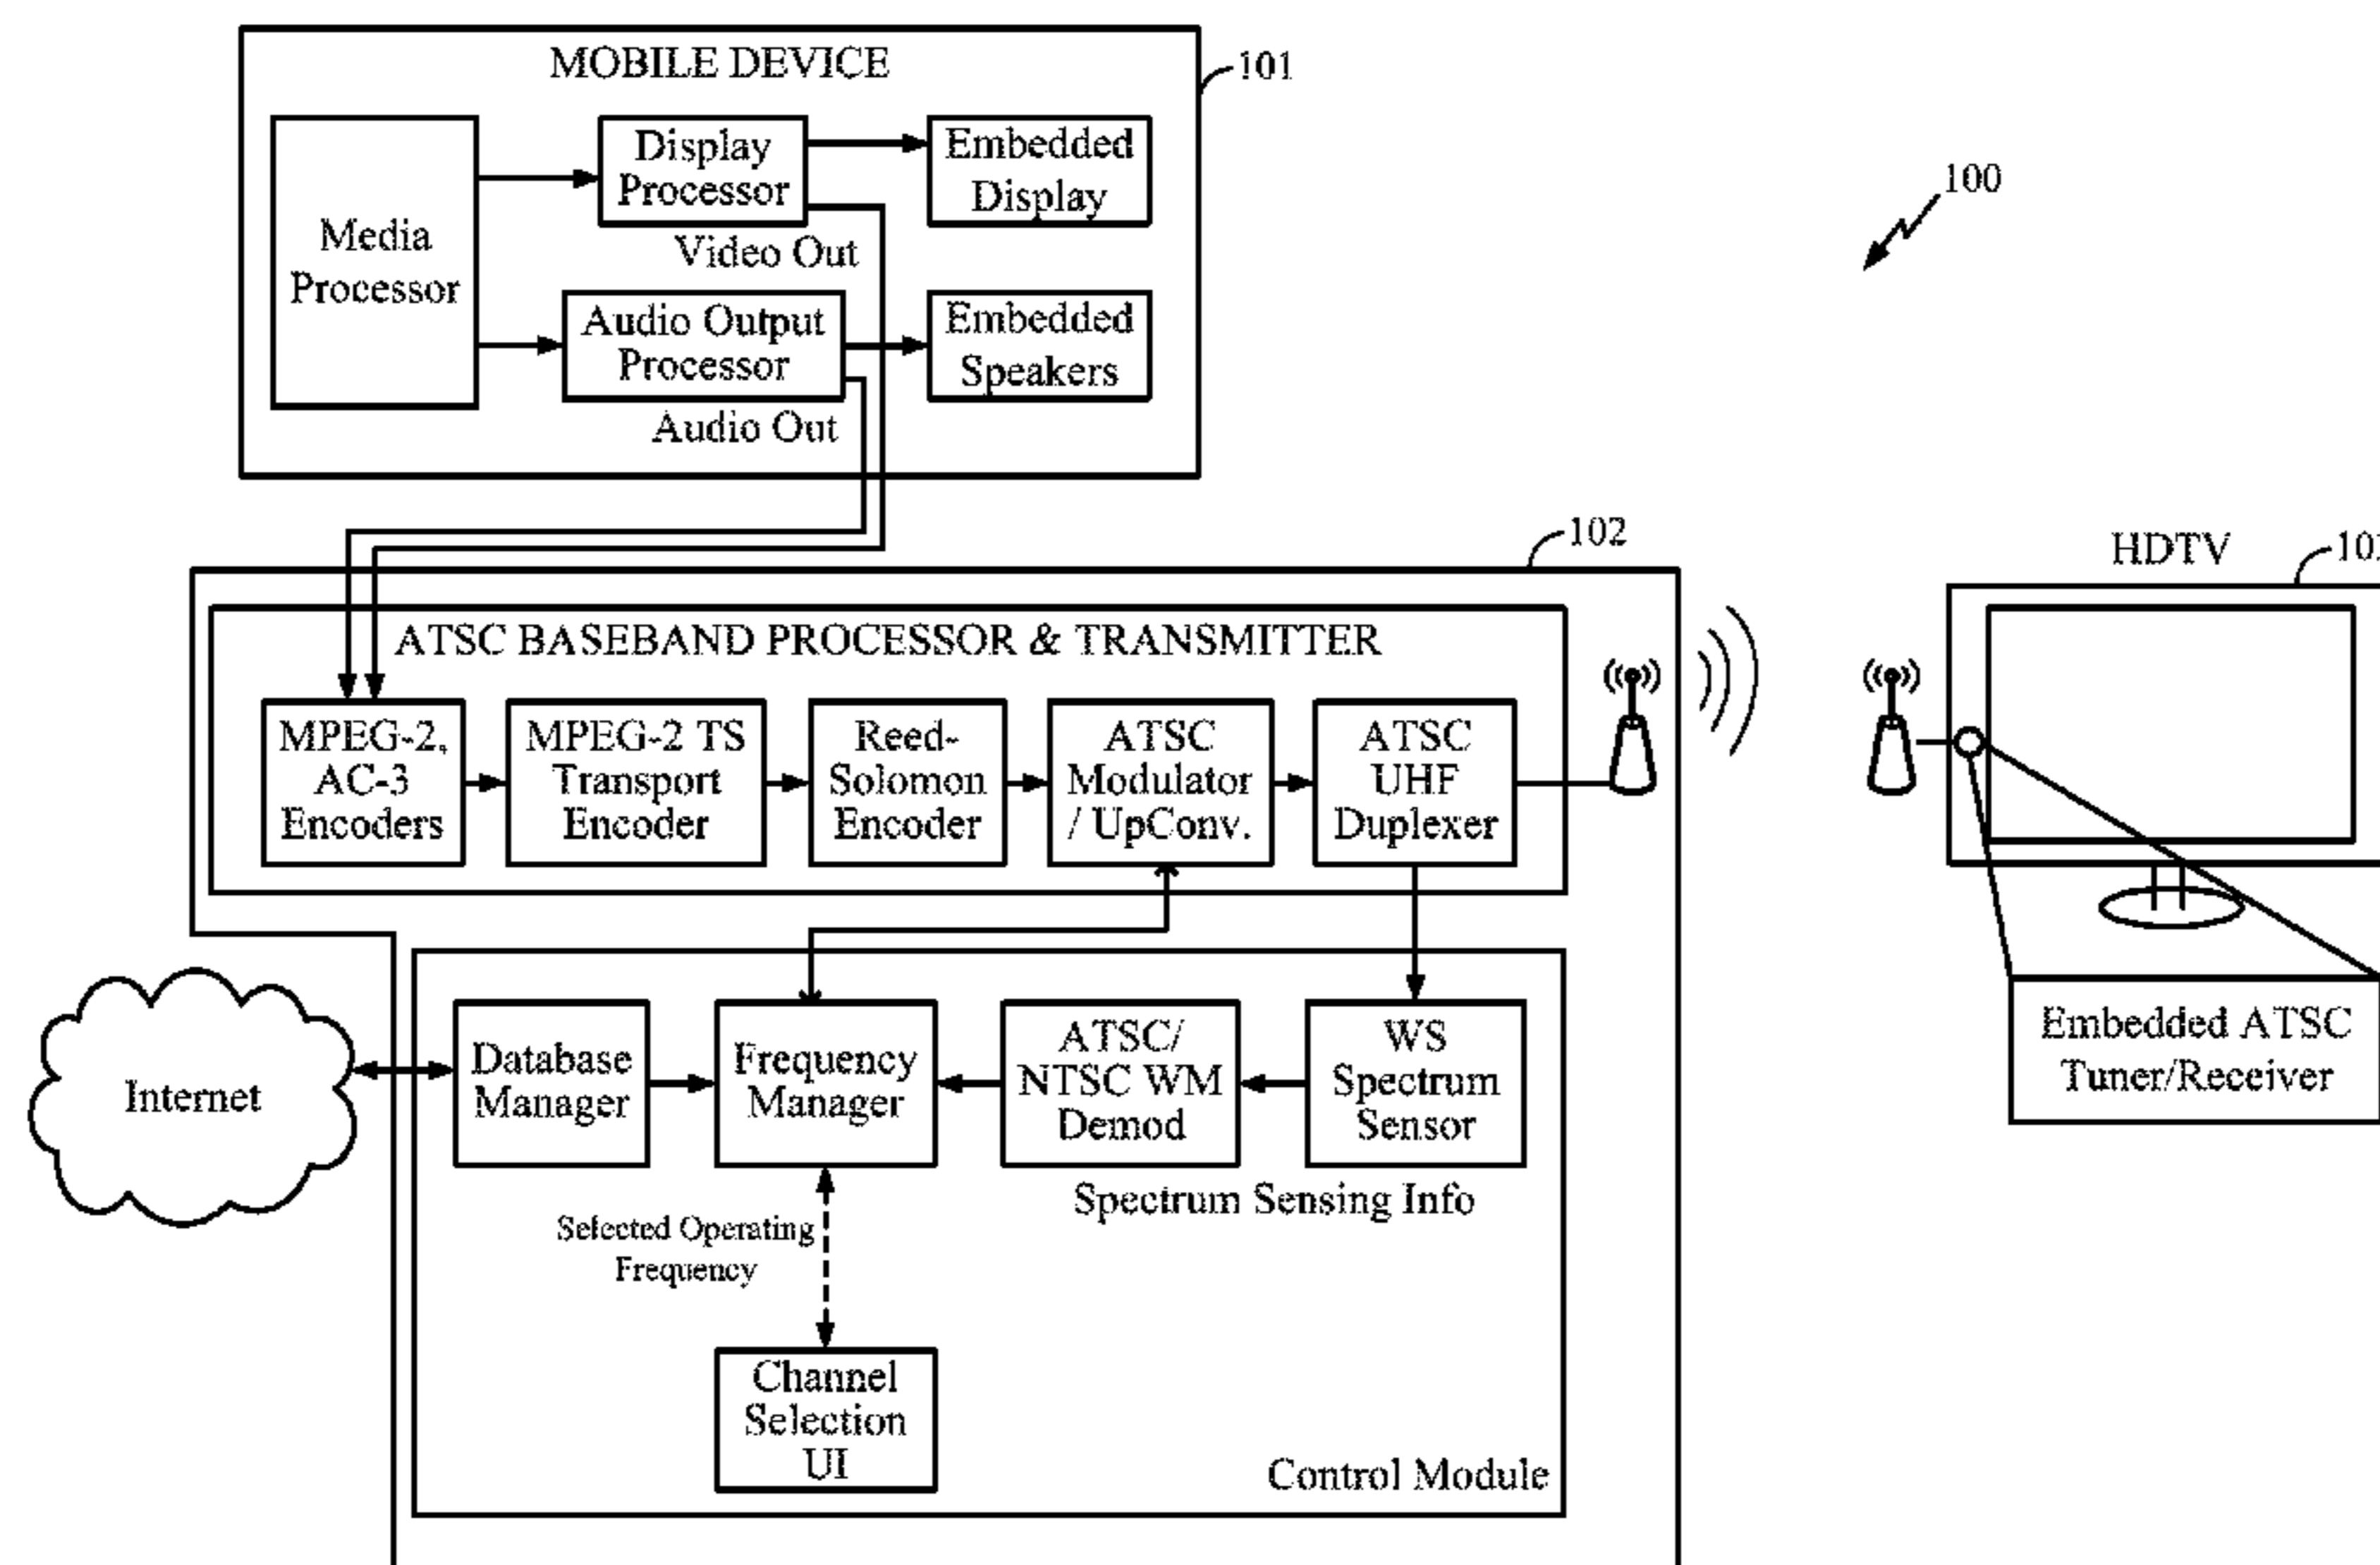 MOBILE DEVICE
101
Media
Processor
Display
Processor
Embedded
Display
Video Out
Audio Output
Processor
Embedded
Speakers
Audio Out
100
102
HDTV
ATSC BASEBAND PROCESSOR & TRANSMITTER
MPEG-2,
AC-3
Encoders
MPEG-2 TS
Transport
Encoder
Reed-
Solomon
Encoder
ATSC
Modulator
/ UpConv.
ATSC
UHF
Duplexer
Internet
Database
Manager
Frequency
Manager
ATSC/
NTSC WM
Demod
WS
Spectrum
Sensor
Embedded ATSC
Tuner/Receiver
Spectrum Sensing Info
Selected Operating
Frequency
Channel
Selection
UI
Control Module